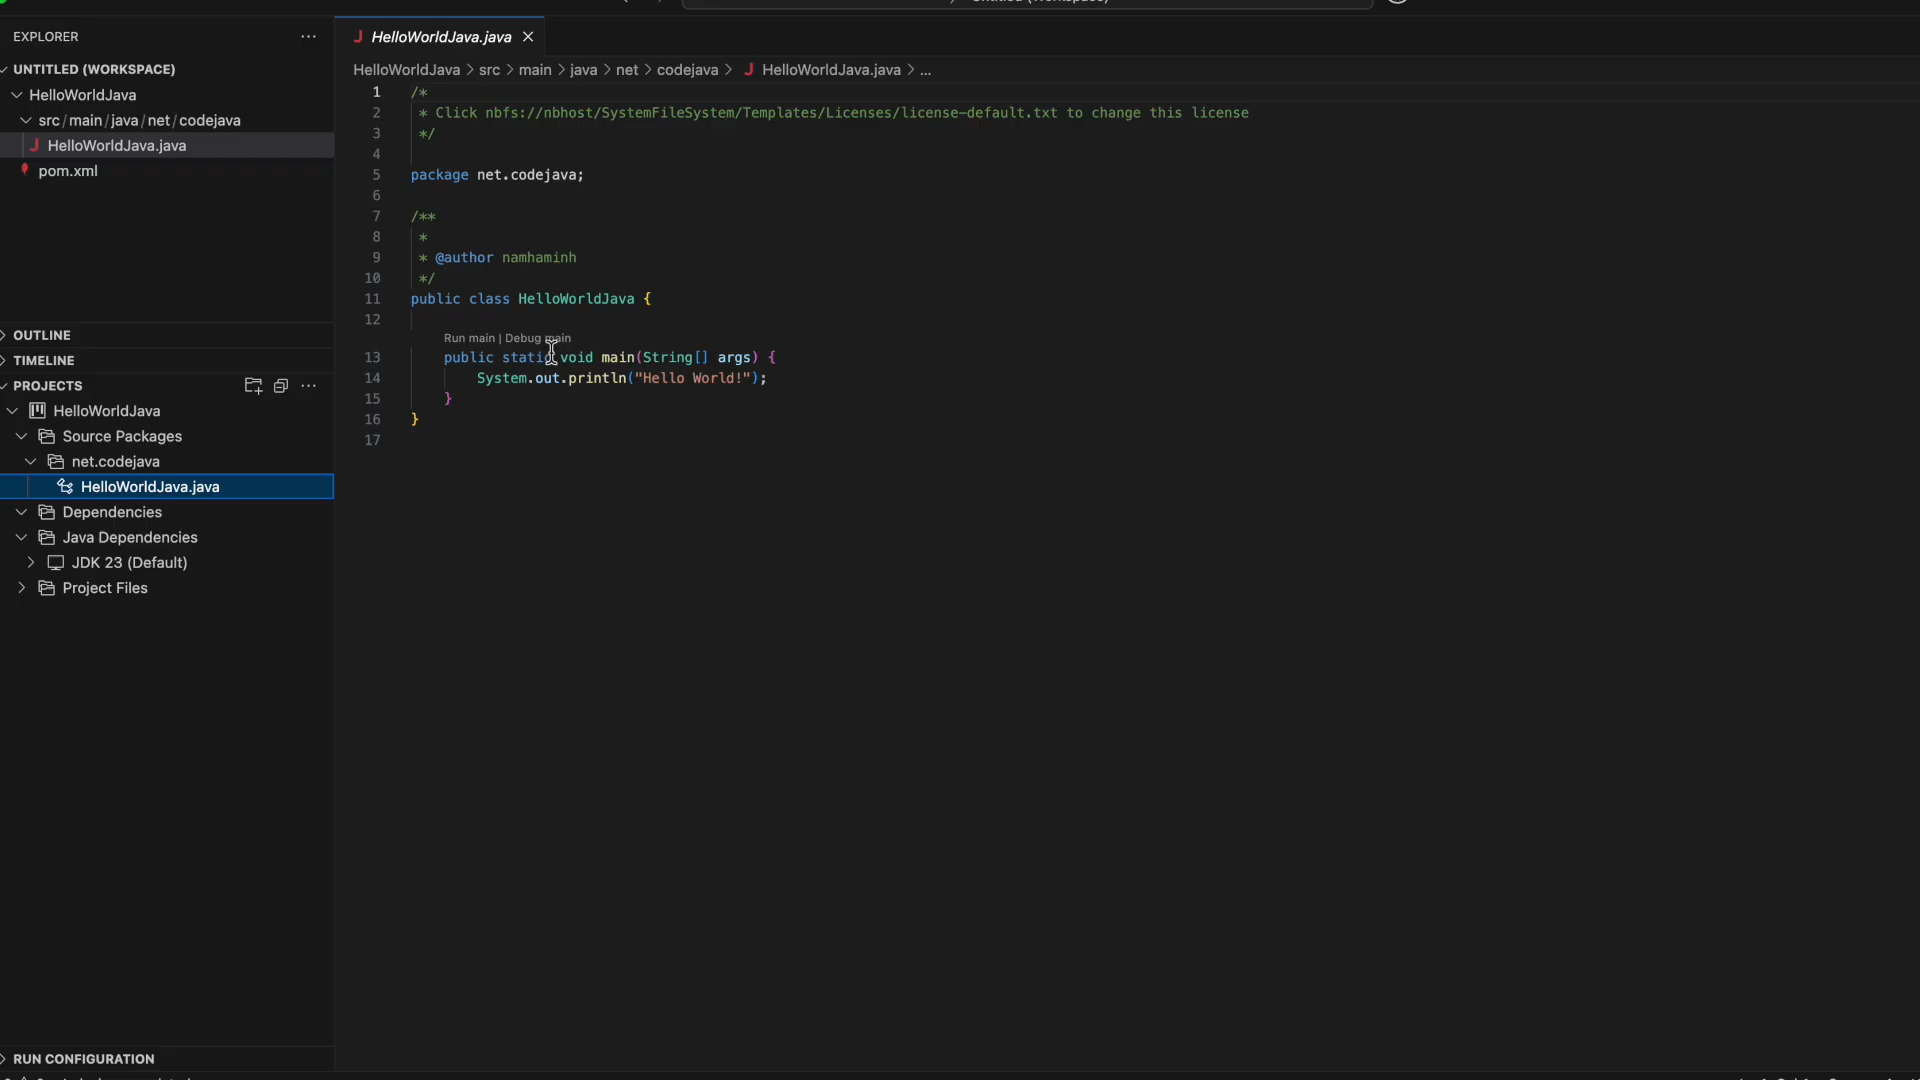 EXPLORER
UNTITLED (WORKSPACE)
HelloWorldJava
src/main/java/net/codejava
HelloWorldJava.java
pom.xml
OUTLINE
TIMELINE
PROJECTS
HelloWorldJava
Source Packages
net.codejava
HelloWorldJava.java
Dependencies
Java Dependencies
JDK 23 (Default)
Project Files
RUN CONFIGURATION
Untitled (Workspace)
HelloWorldJava.java
HelloWorldJava > src > main > java > net > codejava > HelloWorldJava.java > ...
1 /*
2 * Click nbfs://nbhost/SystemFileSystem/Templates/Licenses/license-default.txt to change this license
3 */
4
5 package net.codejava;
6
7 /**
8 *
9 * @author namhaminh
10 */
11 public class HelloWorldJava {
12
Run main | Debug main
13 public static void main(String[] args) {
14 System.out.println("Hello World!");
15 }
16 }
17